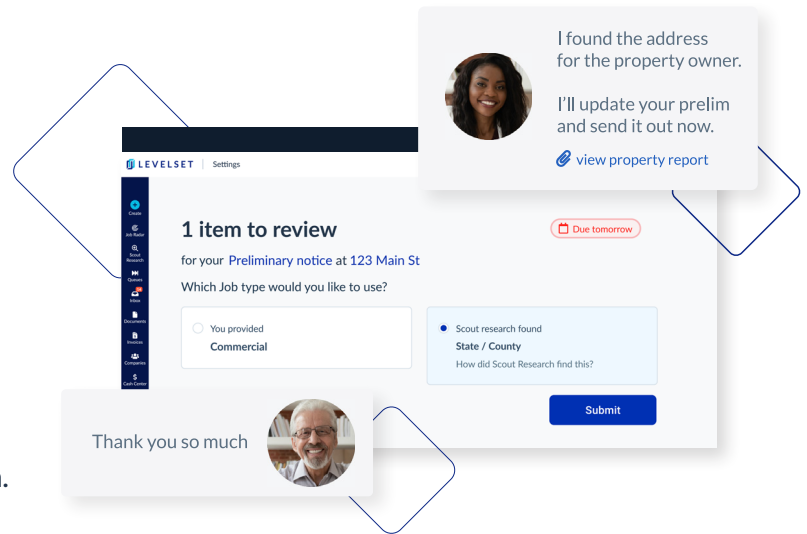 I found the address
for the property owner.
I'll update your prelim
and send it out now.
view property report
LEVELSET
Settings
Create
Job Radar
Scout
Research
Queues
Inbox
Documents
Invoices
Companies
Cash Center
1 item to review
Due tomorrow
for your Preliminary notice at 123 Main St
Which Job type would you like to use?
You provided
Commercial
Scout research found
State / County
How did Scout Research find this?
Submit
Thank you so much